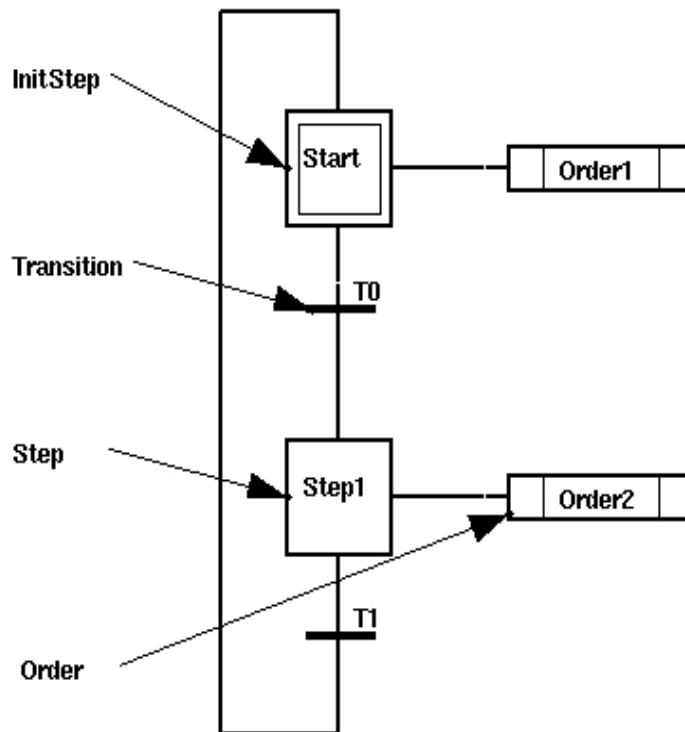 InitStep
Start
Order1
Transition
T0
Step
Step1
Order2
T1
Order